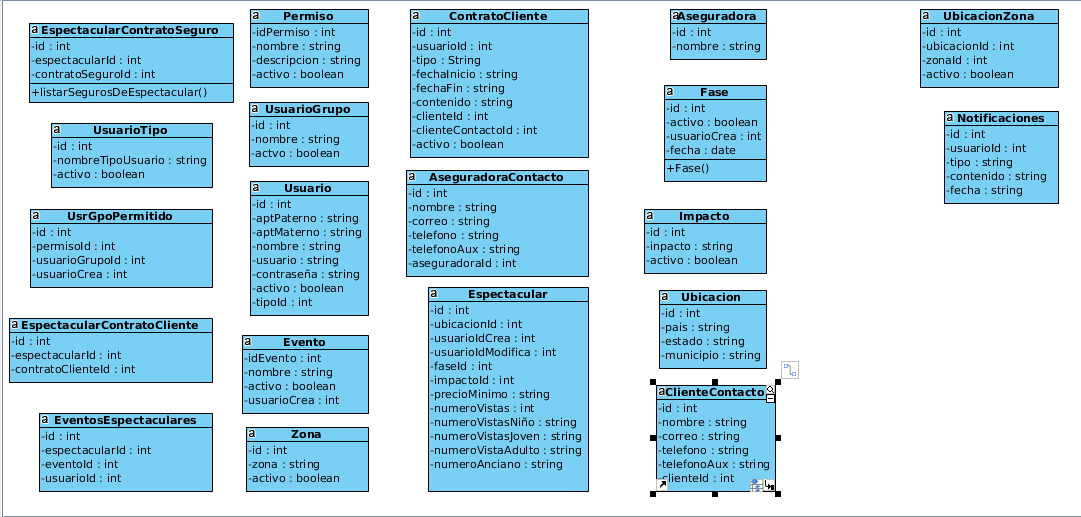 EspectacularContratoSeguro
-id : int
-espectacularId : int
-contratoSeguroId : int
+listarSegurosDeEspectacular()
UsuarioTipo
-id : int
-nombreTipoUsuario : string
-activo : boolean
UsrGpoPermitido
-id : int
-permisoId : int
-usuarioGrupoId : int
-usuarioCrea : int
EspectacularContratoCliente
-id : int
-espectacularId : int
-contratoClienteId : int
EventosEspectaculares
-id : int
-espectacularId : int
-eventoId : int
-usuarioId : int
Permiso
-idPermiso : int
-nombre : string
-descripcion : string
-activo : boolean
UsuarioGrupo
-id : int
-nombre : string
-actvo : boolean
Usuario
-id : int
-aptPaterno : string
-aptMaterno : string
-nombre : string
-usuario : string
-contraseña : string
-activo : boolean
-tipoId : int
Evento
-idEvento : int
-nombre : string
-activo : boolean
-usuarioCrea : int
Zona
-id : int
-zona : string
-activo : boolean
ContratoCliente
-id : int
-usuarioId : int
-tipo : String
-fechaInicio : string
-fechaFin : string
-contenido : string
-clienteId : int
-clienteContactoId : int
-activo : boolean
AseguradoraContacto
-id : int
-nombre : string
-correo : string
-telefono : string
-telefonoAux : string
-aseguradoraId : int
Espectacular
-id : int
-ubicacionId : int
-usuarioIdCrea : int
-usuarioIdModifica : int
-faseId : int
-impactoId : int
-precioMinimo : string
-numeroVistas : int
-numeroVistasNiño : string
-numeroVistasJoven : string
-numeroVistaAdulto : string
-numeroAnciano : string
Aseguradora
-id : int
-nombre : string
Fase
-id : int
-activo : boolean
-usuarioCrea : int
-fecha : date
+Fase()
Impacto
-id : int
-inpacto : string
-activo : boolean
Ubicacion
-id : int
-pais : string
-estado : string
-municipio : string
ClienteContacto
-id : int
-nombre : string
-correo : string
-telefono : string
-telefonoAux : string
-clienteId : int
UbicacionZona
-id : int
-ubicacionId : int
-zonaId : int
-activo : boolean
Notificaciones
-id : int
-usuarioId : int
-tipo : string
-contenido : string
-fecha : string